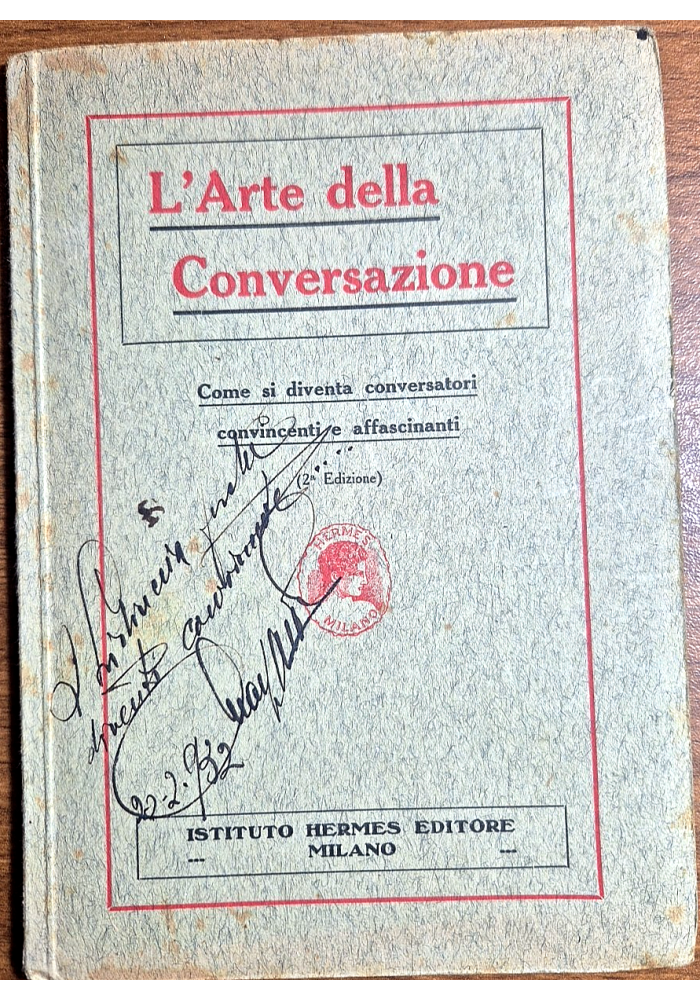 L'Arte della
Conversazione
Come si diventa conversatori
convincenti e affascinanti
(2ª Edizione)
HERMES
MILANO
2-932
ISTITUTO HERMES EDITORE
--- MILANO ---